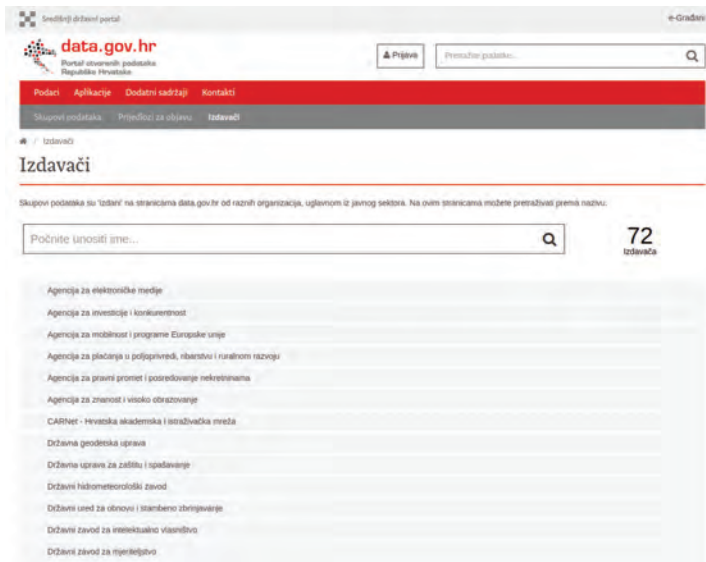 Središnji državni portal
e-Građani
data.gov.hr
Portal otvorenih podataka
Republike Hrvatske
Prijava
Pretražite podatke...
Podaci Aplikacije Dodatni sadržaji Kontakti
Skupovi podataka Prijedlozi za objavu Izdavači
/ Izdavači
Izdavači
Skupovi podataka su 'izdani' na stranicama data.gov.hr od raznih organizacija, uglavnom iz javnog sektora. Na ovim stranicama možete pretraživati prema nazivu.
Počnite unositi ime...
72
Izdavača
Agencija za elektroničke medije
Agencija za investicije i konkurentnost
Agencija za mobilnost i programe Europske unije
Agencija za plaćanja u poljoprivredi, ribarstvu i ruralnom razvoju
Agencija za pravni promet i posredovanje nekretninama
Agencija za znanost i visoko obrazovanje
CARNet - Hrvatska akademska i istraživačka mreža
Državna geodetska uprava
Državna uprava za zaštitu i spašavanje
Državni hidrometeorološki zavod
Državni ured za obnovu i stambeno zbrinjavanje
Državni zavod za intelektualno vlasništvo
Državni zavod za mjeriteljstvo